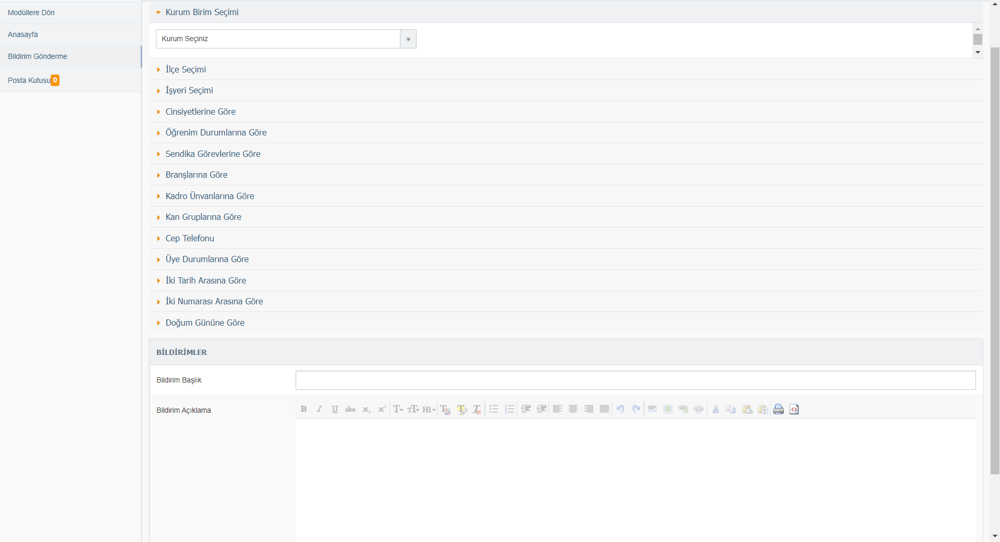 Modüllere Dön
Anasayfa
Bildirim Gönderme
Posta Kutusu 0
Kurum Birim Seçimi
Kurum Seçiniz
İlçe Seçimi
İşyeri Seçimi
Cinsiyetlerine Göre
Öğrenim Durumlarına Göre
Sendika Görevlerine Göre
Branşlarına Göre
Kadro Ünvanlarına Göre
Kan Gruplarına Göre
Cep Telefonu
Üye Durumlarına Göre
İki Tarih Arasına Göre
İki Numarası Arasına Göre
Doğum Gününe Göre
BİLDİRİMLER
Bildirim Başlık
Bildirim Açıklama